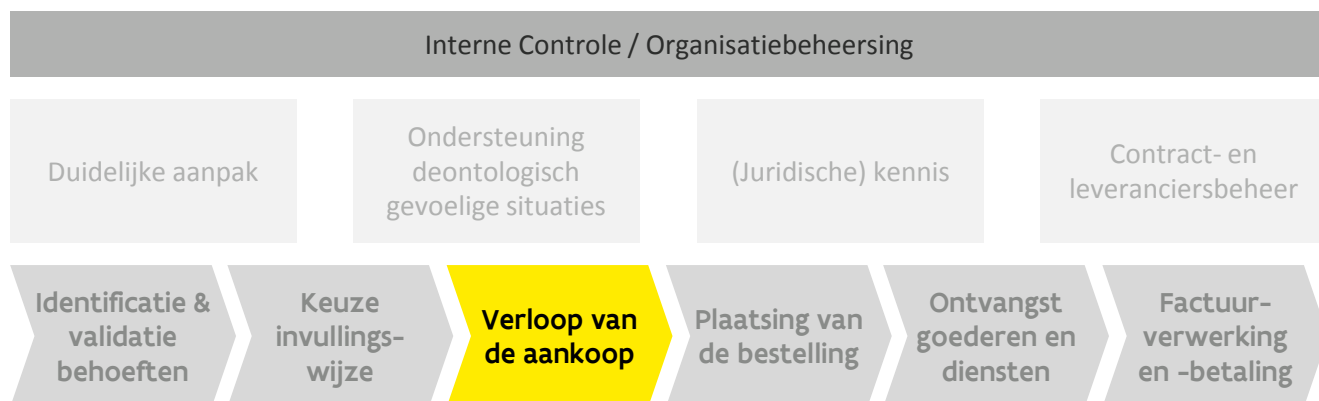 Interne Controle / Organisatiebeheersing
Duidelijke aanpak
Ondersteuning
deontologisch
gevoelige situaties
(Juridische) kennis
Contract- en
leveranciersbeheer
Identificatie &
validatie
behoeften
Keuze
invullings-
wijze
Verloop van
de aankoop
Plaatsing van
de bestelling
Ontvangst
goederen en
diensten
Factuur-
verwerking
en -betaling